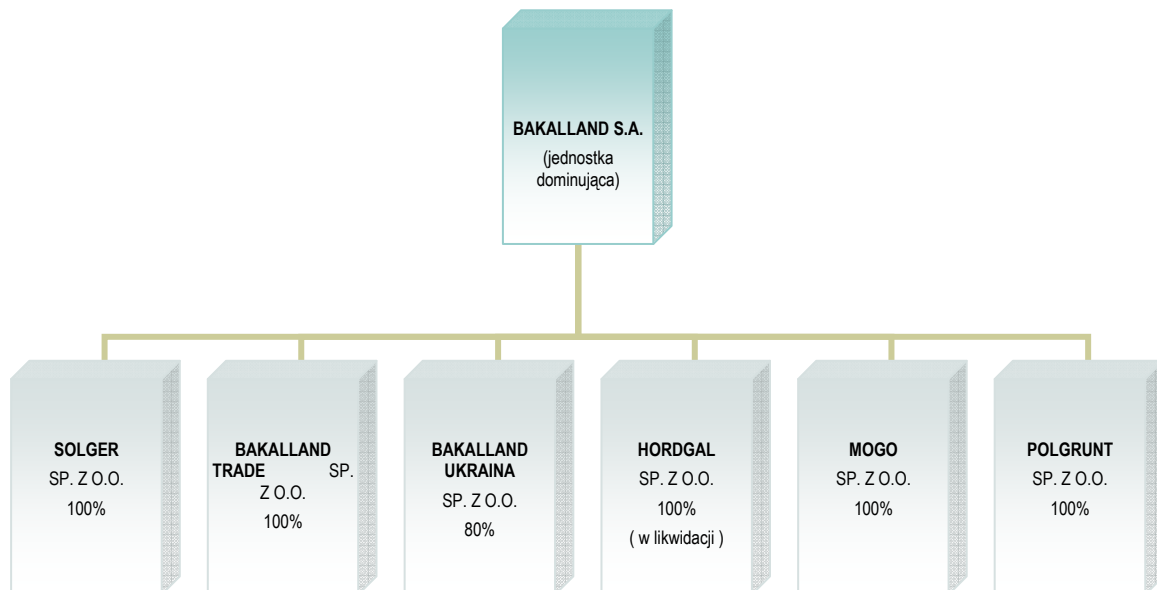 BAKALLAND S.A.
(jednostka
dominująca)
SOLGER
SP. Z O.O.
100%
BAKALLAND
TRADE SP.
Z O.O.
100%
BAKALLAND
UKRAINA
SP. Z O.O.
80%
HORDGAL
SP. Z O.O.
100%
( w likwidacji )
MOGO
SP. Z O.O.
100%
POLGRUNT
SP. Z O.O.
100%